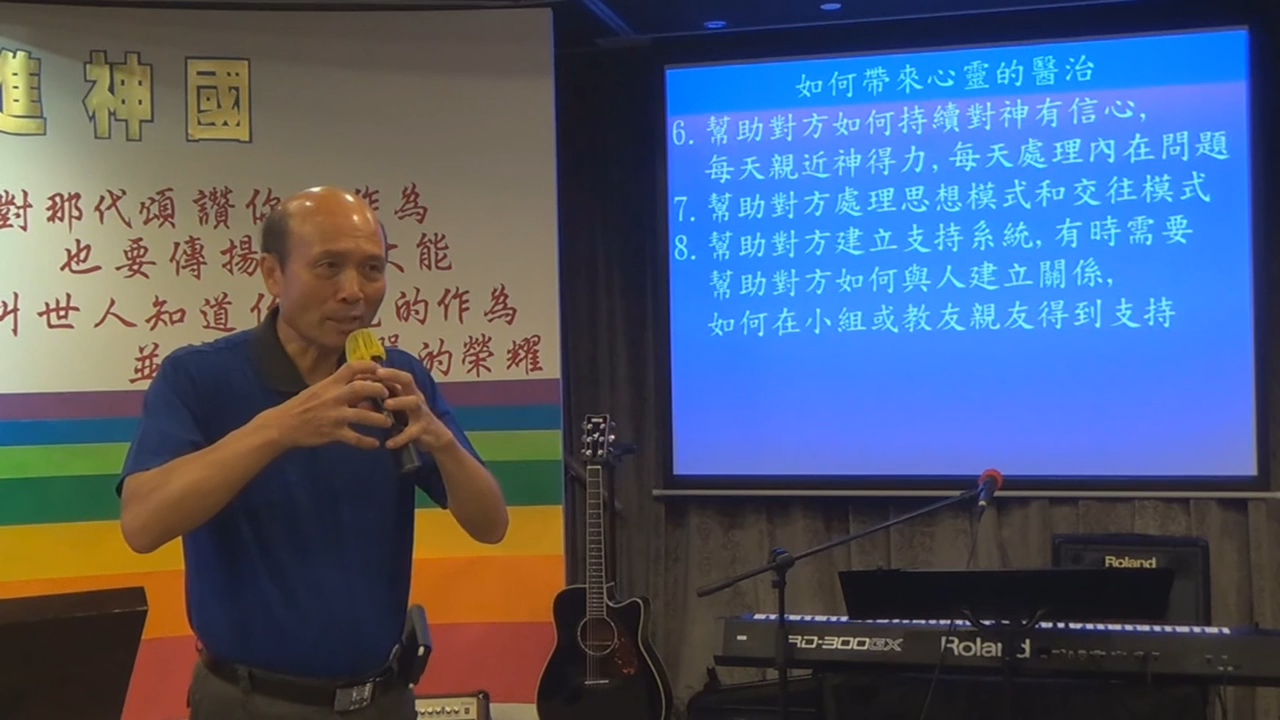 進神國
對那代頌讚你 作為
也要傳揚 大能
叫世人知道你 的作為
並 的榮耀
如何帶來心靈的醫治
6. 幫助對方如何持續對神有信心,
每天親近神得力, 每天處理內在問題
7. 幫助對方處理思想模式和交往模式
8. 幫助對方建立支持系統, 有時需要
幫助對方如何與人建立關係,
如何在小組或教友親友得到支持
Roland
RD-300GX
Roland